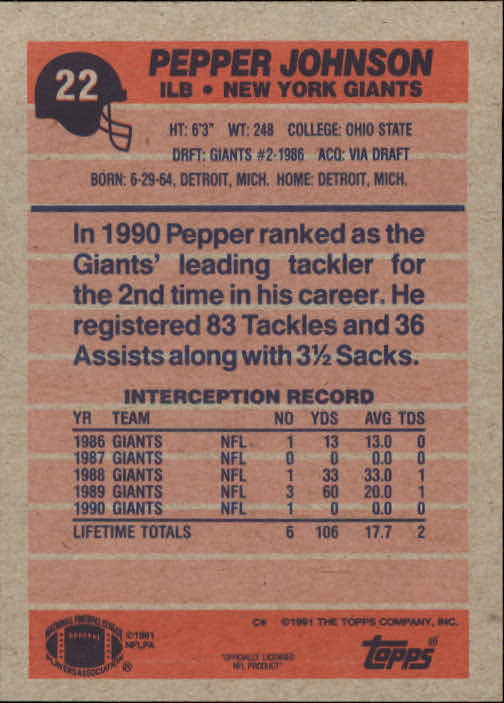 22
PEPPER JOHNSON
ILB • NEW YORK GIANTS
HT: 6'3" WT: 248 COLLEGE: OHIO STATE
DRFT: GIANTS #2-1986 ACQ: VIA DRAFT
BORN: 6-29-64, DETROIT, MICH. HOME: DETROIT, MICH.
In 1990 Pepper ranked as the
Giants' leading tackler for
the 2nd time in his career. He
registered 83 Tackles and 36
Assists along with 3½ Sacks.
INTERCEPTION RECORD
YR TEAM NO YDS AVG TDS
1986 GIANTS NFL 1 13 13.0 0
1987 GIANTS NFL 0 0 0.0 0
1988 GIANTS NFL 1 33 33.0 1
1989 GIANTS NFL 3 60 20.0 1
1990 GIANTS NFL 1 0 0.0 0
LIFETIME TOTALS 6 106 17.7 2
C* ©1991 THE TOPPS COMPANY, INC.
NATIONAL FOOTBALL LEAGUE
PLAYERS ASSOCIATION ®
©1991
NFLPA
"OFFICIALLY LICENSED
NFL PRODUCT"
topps ®